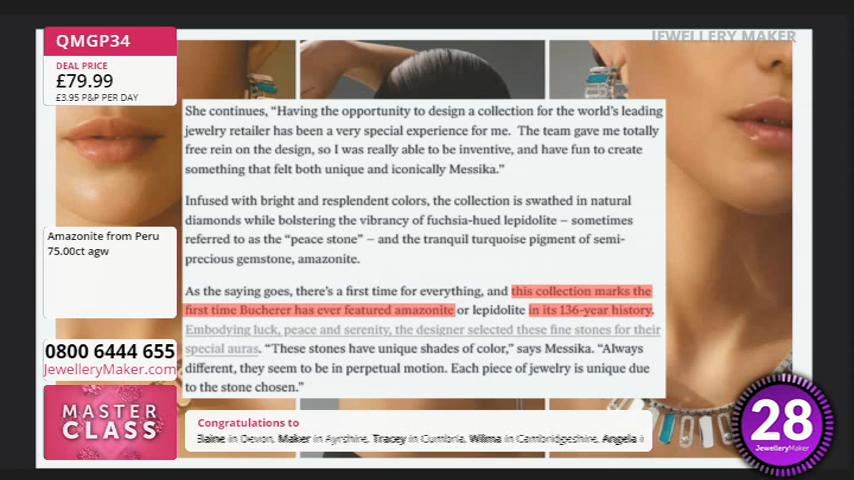 QMGP34
DEAL PRICE
£79.99
£3.95 P&P PER DAY
JEWELLERY MAKER
She continues, “Having the opportunity to design a collection for the world’s leading
jewelry retailer has been a very special experience for me. The team gave me totally
free rein on the design, so I was really able to be inventive, and have fun to create
something that felt both unique and iconically Messika.”
Infused with bright and resplendent colors, the collection is swathed in natural
diamonds while bolstering the vibrancy of fuchsia-hued lepidolite – sometimes
referred to as the “peace stone” – and the tranquil turquoise pigment of semi-
precious gemstone, amazonite.
As the saying goes, there’s a first time for everything, and this collection marks the
first time Bucherer has ever featured amazonite or lepidolite in its 136-year history.
Embodying luck, peace and serenity, the designer selected these fine stones for their
special auras. “These stones have unique shades of color,” says Messika. “Always
different, they seem to be in perpetual motion. Each piece of jewelry is unique due
to the stone chosen.”
Amazonite from Peru
75.00ct agw
0800 6444 655
JewelleryMaker.com
MASTER
CLASS
Congratulations to
Elaine in Devon, Maker in Ayrshire, Tracey in Cumbria, Wilma in Cambridgeshire, Angela i
28
JewelleryMaker